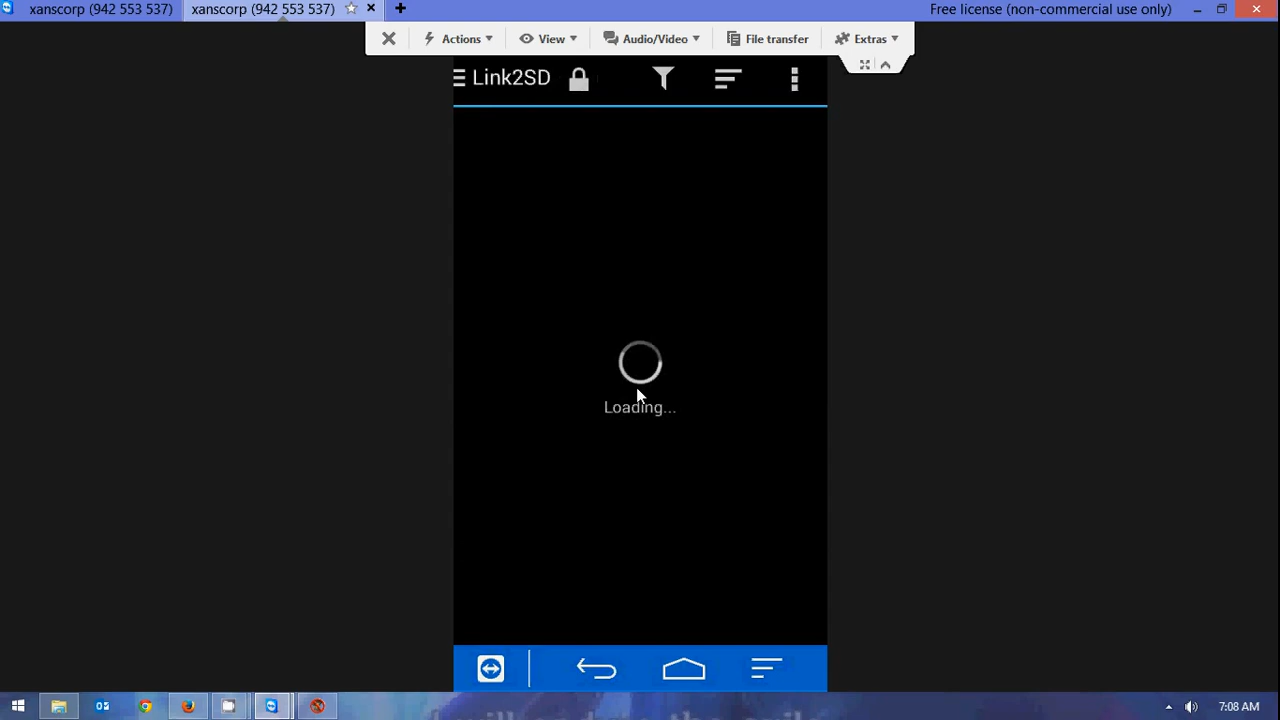 xanscorp (942 553 537)
xanscorp (942 553 537)
Free license (non-commercial use only)
Actions
View
Audio/Video
File transfer
Extras
Link2SD
Loading...
7:08 AM